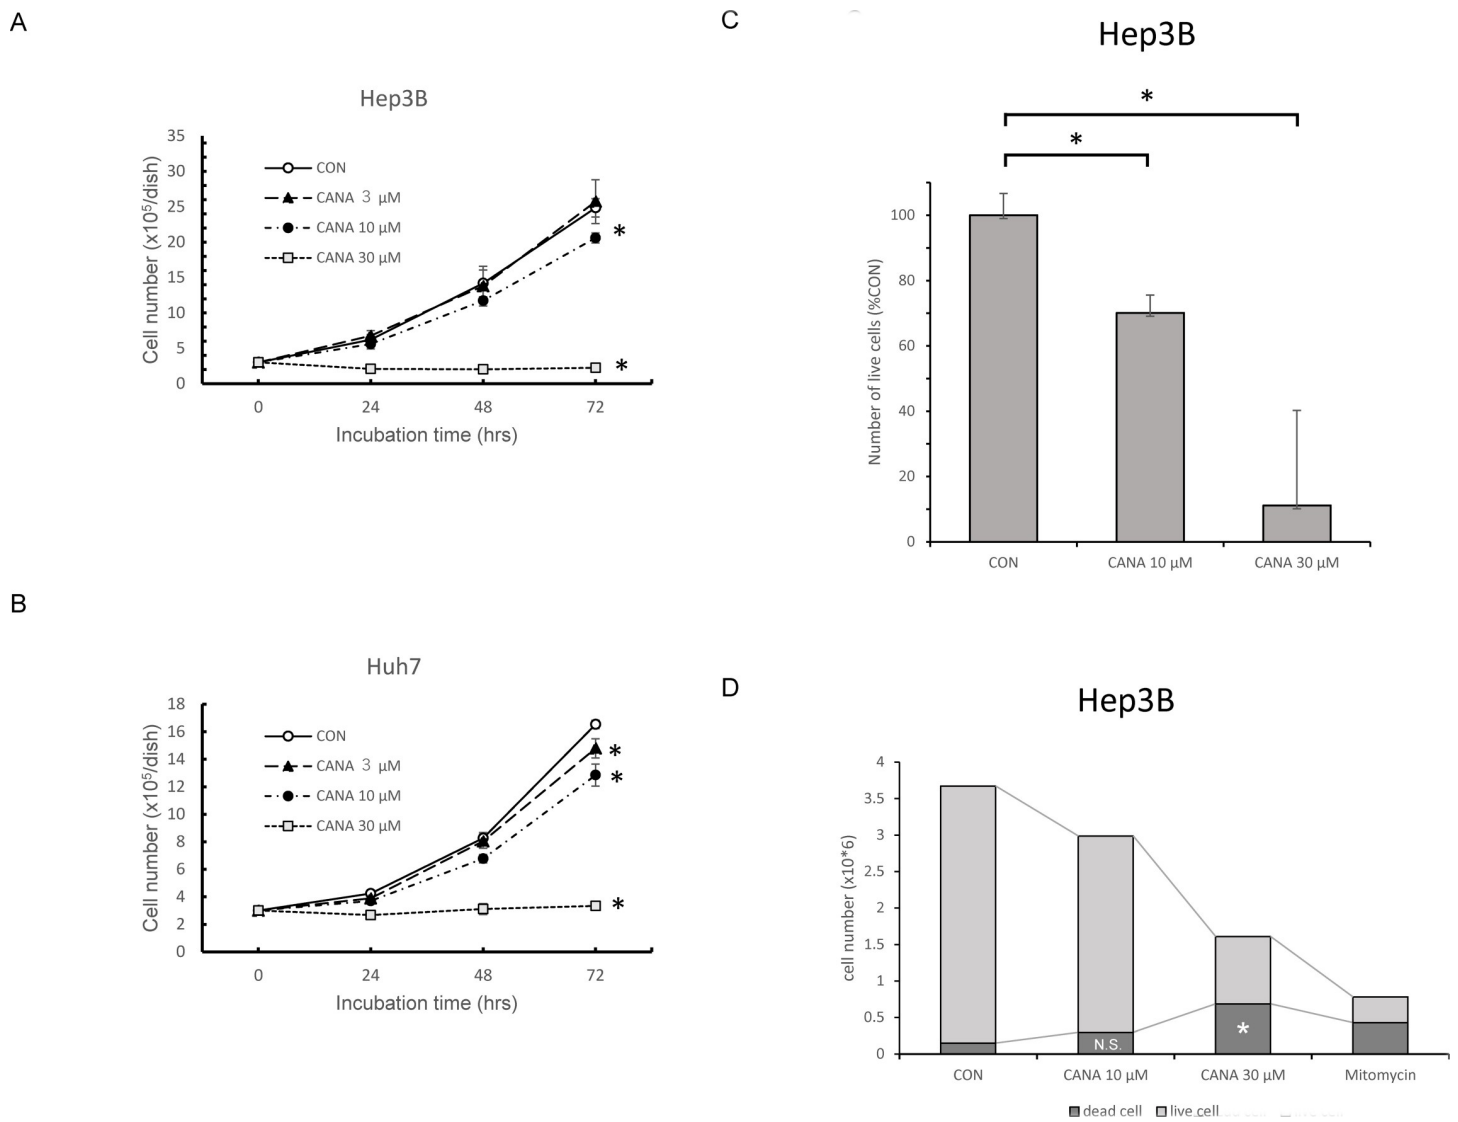 A
Hep3B
Cell number (x10⁵/dish)
35
30
25
20
15
10
5
0
CON
CANA 3 µM
CANA 10 µM
CANA 30 µM
*
*
0 24 48 72
Incubation time (hrs)
B
Huh7
Cell number (x10⁵/dish)
18
16
14
12
10
8
6
4
2
0
CON
CANA 3 µM
CANA 10 µM
CANA 30 µM
*
*
*
0 24 48 72
Incubation time (hrs)
C
Hep3B
*
*
Number of live cells (%CON)
100
80
60
40
20
0
CON CANA 10 µM CANA 30 µM
D
Hep3B
cell number (x10*6)
4
3.5
3
2.5
2
1.5
1
0.5
0
N.S.
*
CON CANA 10 µM CANA 30 µM Mitomycin
dead cell live cell